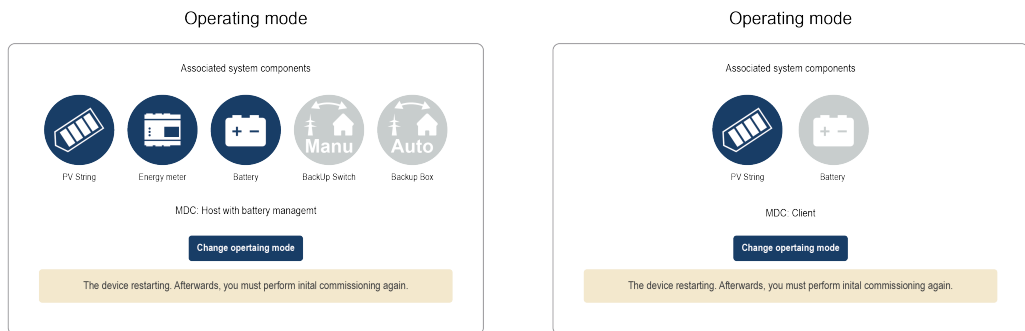 Operating mode
Associated system components
Manu
Auto
PV String
Energy meter
Battery
BackUp Switch
Backup Box
MDC: Host with battery managemt
Change opertaing mode
The device restarting. Afterwards, you must perform inital commissioning again.
Operating mode
Associated system components
PV String
Battery
MDC: Client
Change opertaing mode
The device restarting. Afterwards, you must perform inital commissioning again.